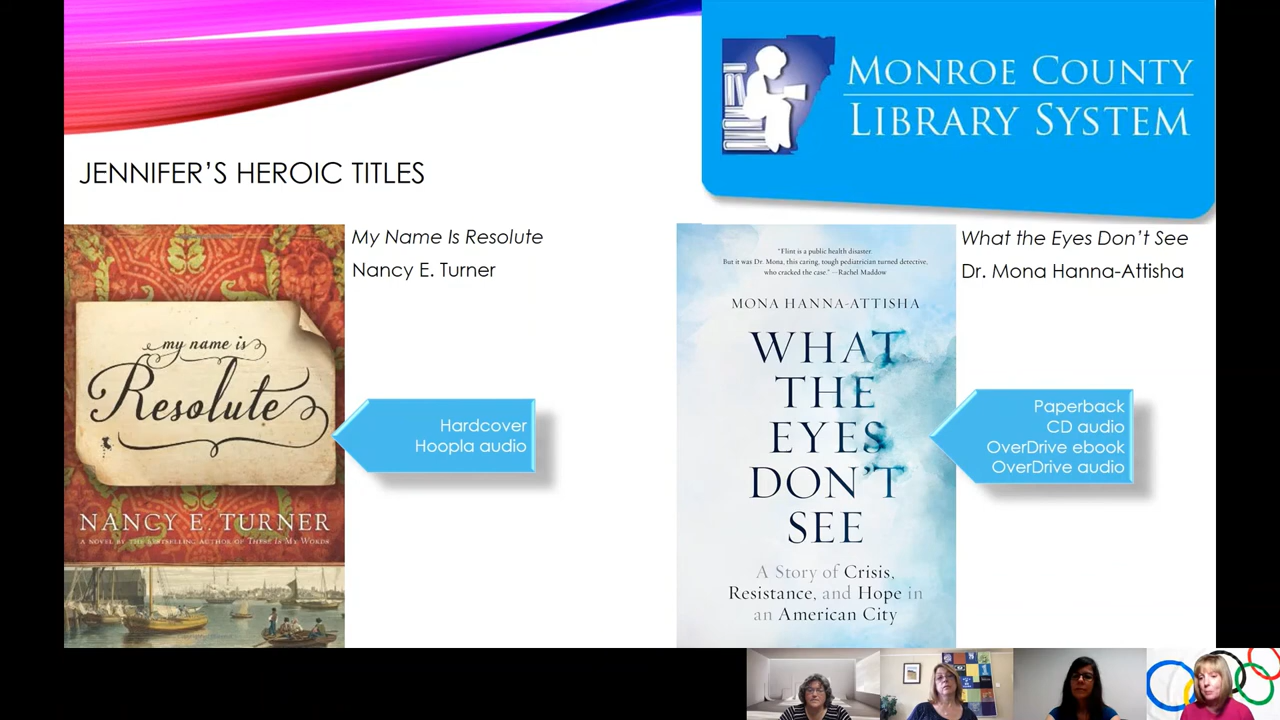 MONROE COUNTY
LIBRARY SYSTEM
JENNIFER'S HEROIC TITLES
My Name Is Resolute
Nancy E. Turner
my name is
Resolute
NANCY E. TURNER
A NOVEL BY THE BESTSELLING AUTHOR OF THESE IS MY WORDS
Hardcover
Hoopla audio
What the Eyes Don't See
Dr. Mona Hanna-Attisha
"Flint is a public health disaster.
But it was Dr. Mona, this caring, tough pediatrician turned detective,
who cracked the case." —Rachel Maddow
MONA HANNA-ATTISHA
WHAT
THE
EYES
DON'T
SEE
A Story of Crisis,
Resistance, and Hope in
an American City
Paperback
CD audio
OverDrive ebook
OverDrive audio